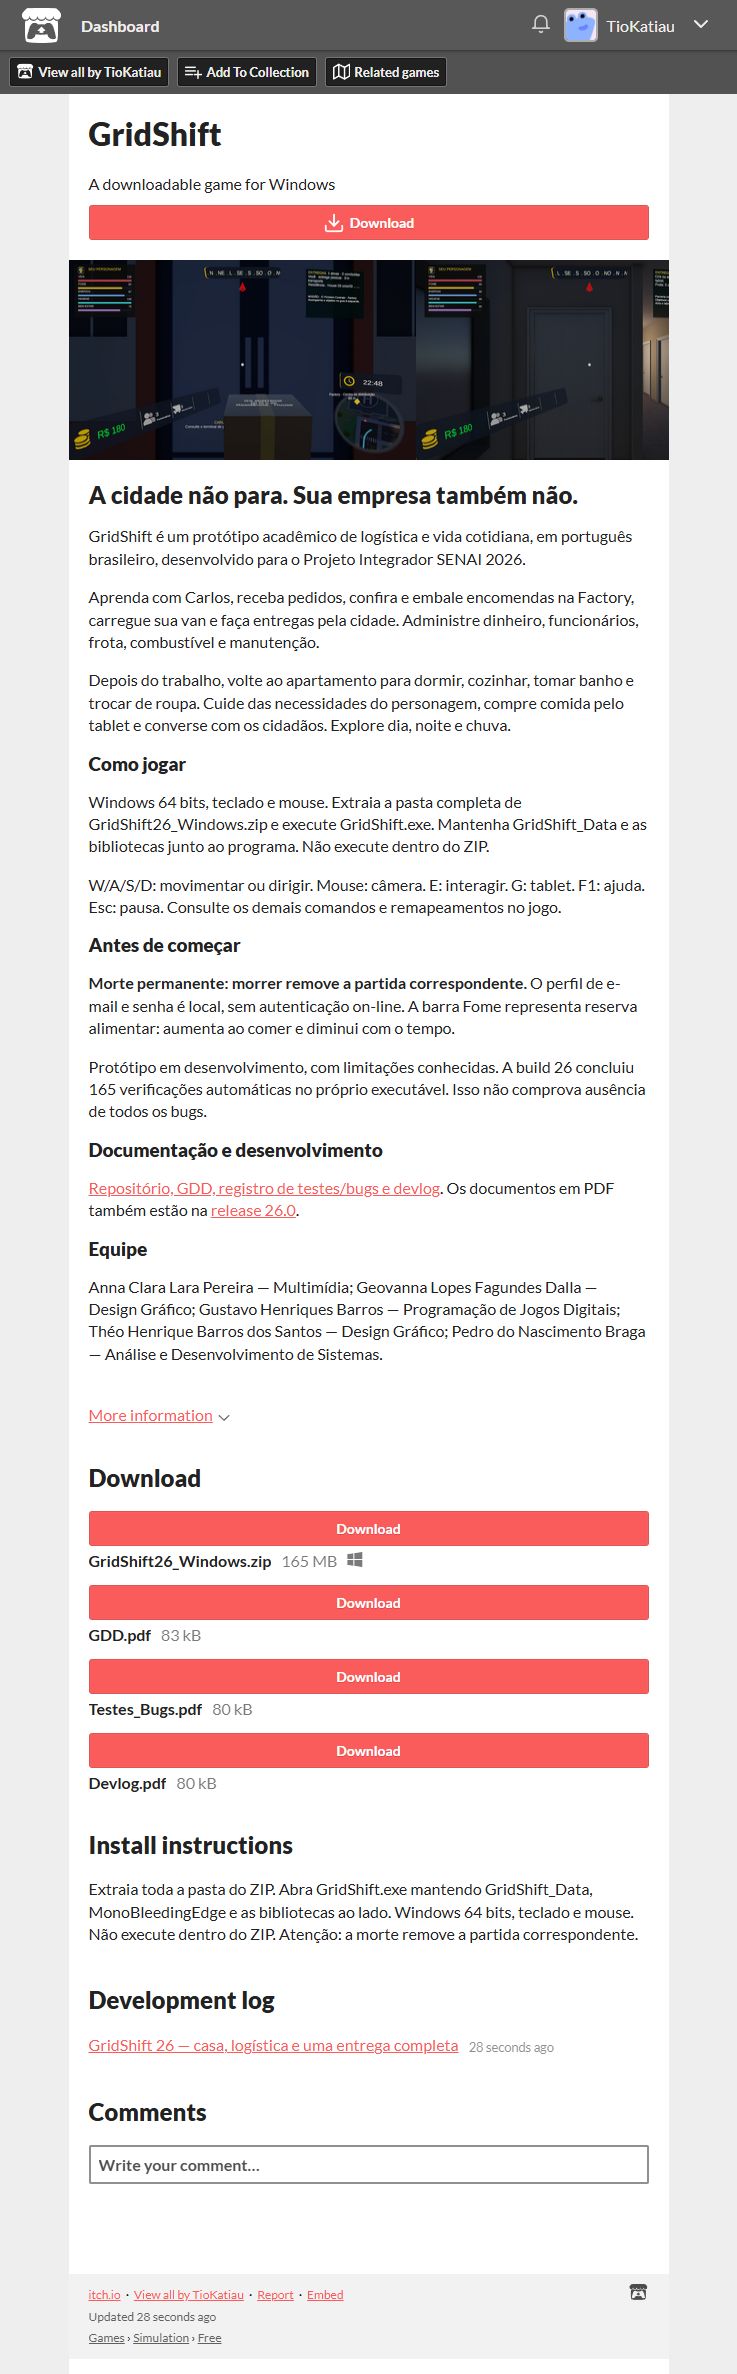 Dashboard
TioKatiau
View all by TioKatiau
Add To Collection
Related games
GridShift
A downloadable game for Windows
Download
SEU PERSONAGEM
N . NE . L . SE . S . SO . O . N
22:48
R$ 180
3
L . SE . S . SO . O . NO . N . N
R$ 180
3
A cidade não para. Sua empresa também não.
GridShift é um protótipo acadêmico de logística e vida cotidiana, em português
brasileiro, desenvolvido para o Projeto Integrador SENAI 2026.
Aprenda com Carlos, receba pedidos, confira e embale encomendas na Factory,
carregue sua van e faça entregas pela cidade. Administre dinheiro, funcionários,
frota, combustível e manutenção.
Depois do trabalho, volte ao apartamento para dormir, cozinhar, tomar banho e
trocar de roupa. Cuide das necessidades do personagem, compre comida pelo
tablet e converse com os cidadãos. Explore dia, noite e chuva.
Como jogar
Windows 64 bits, teclado e mouse. Extraia a pasta completa de
GridShift26_Windows.zip e execute GridShift.exe. Mantenha GridShift_Data e as
bibliotecas junto ao programa. Não execute dentro do ZIP.
W/A/S/D: movimentar ou dirigir. Mouse: câmera. E: interagir. G: tablet. F1: ajuda.
Esc: pausa. Consulte os demais comandos e remapeamentos no jogo.
Antes de começar
Morte permanente: morrer remove a partida correspondente. O perfil de e-
mail e senha é local, sem autenticação on-line. A barra Fome representa reserva
alimentar: aumenta ao comer e diminui com o tempo.
Protótipo em desenvolvimento, com limitações conhecidas. A build 26 concluiu
165 verificações automáticas no próprio executável. Isso não comprova ausência
de todos os bugs.
Documentação e desenvolvimento
Repositório, GDD, registro de testes/bugs e devlog. Os documentos em PDF
também estão na release 26.0.
Equipe
Anna Clara Lara Pereira — Multimídia; Geovanna Lopes Fagundes Dalla —
Design Gráfico; Gustavo Henriques Barros — Programação de Jogos Digitais;
Théo Henrique Barros dos Santos — Design Gráfico; Pedro do Nascimento Braga
— Análise e Desenvolvimento de Sistemas.
More information
Download
Download
GridShift26_Windows.zip 165 MB
Download
GDD.pdf 83 kB
Download
Testes_Bugs.pdf 80 kB
Download
Devlog.pdf 80 kB
Install instructions
Extraia toda a pasta do ZIP. Abra GridShift.exe mantendo GridShift_Data,
MonoBleedingEdge e as bibliotecas ao lado. Windows 64 bits, teclado e mouse.
Não execute dentro do ZIP. Atenção: a morte remove a partida correspondente.
Development log
GridShift 26 — casa, logística e uma entrega completa 28 seconds ago
Comments
Write your comment...
itch.io · View all by TioKatiau · Report · Embed
Updated 28 seconds ago
Games › Simulation › Free